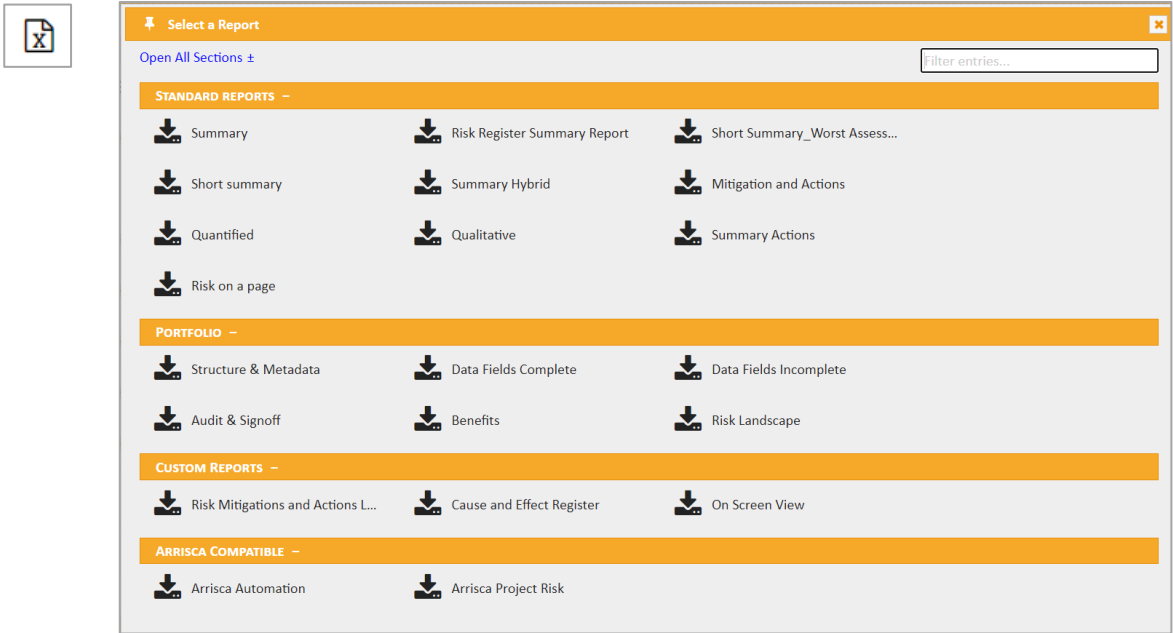 X
Select a Report
Open All Sections ±
Filter entries...
STANDARD REPORTS –
Summary Risk Register Summary Report Short Summary_Worst Assess...
Short summary Summary Hybrid Mitigation and Actions
Quantified Qualitative Summary Actions
Risk on a page
PORTFOLIO –
Structure & Metadata Data Fields Complete Data Fields Incomplete
Audit & Signoff Benefits Risk Landscape
CUSTOM REPORTS –
Risk Mitigations and Actions L... Cause and Effect Register On Screen View
ARRISCA COMPATIBLE –
Arrisca Automation Arrisca Project Risk